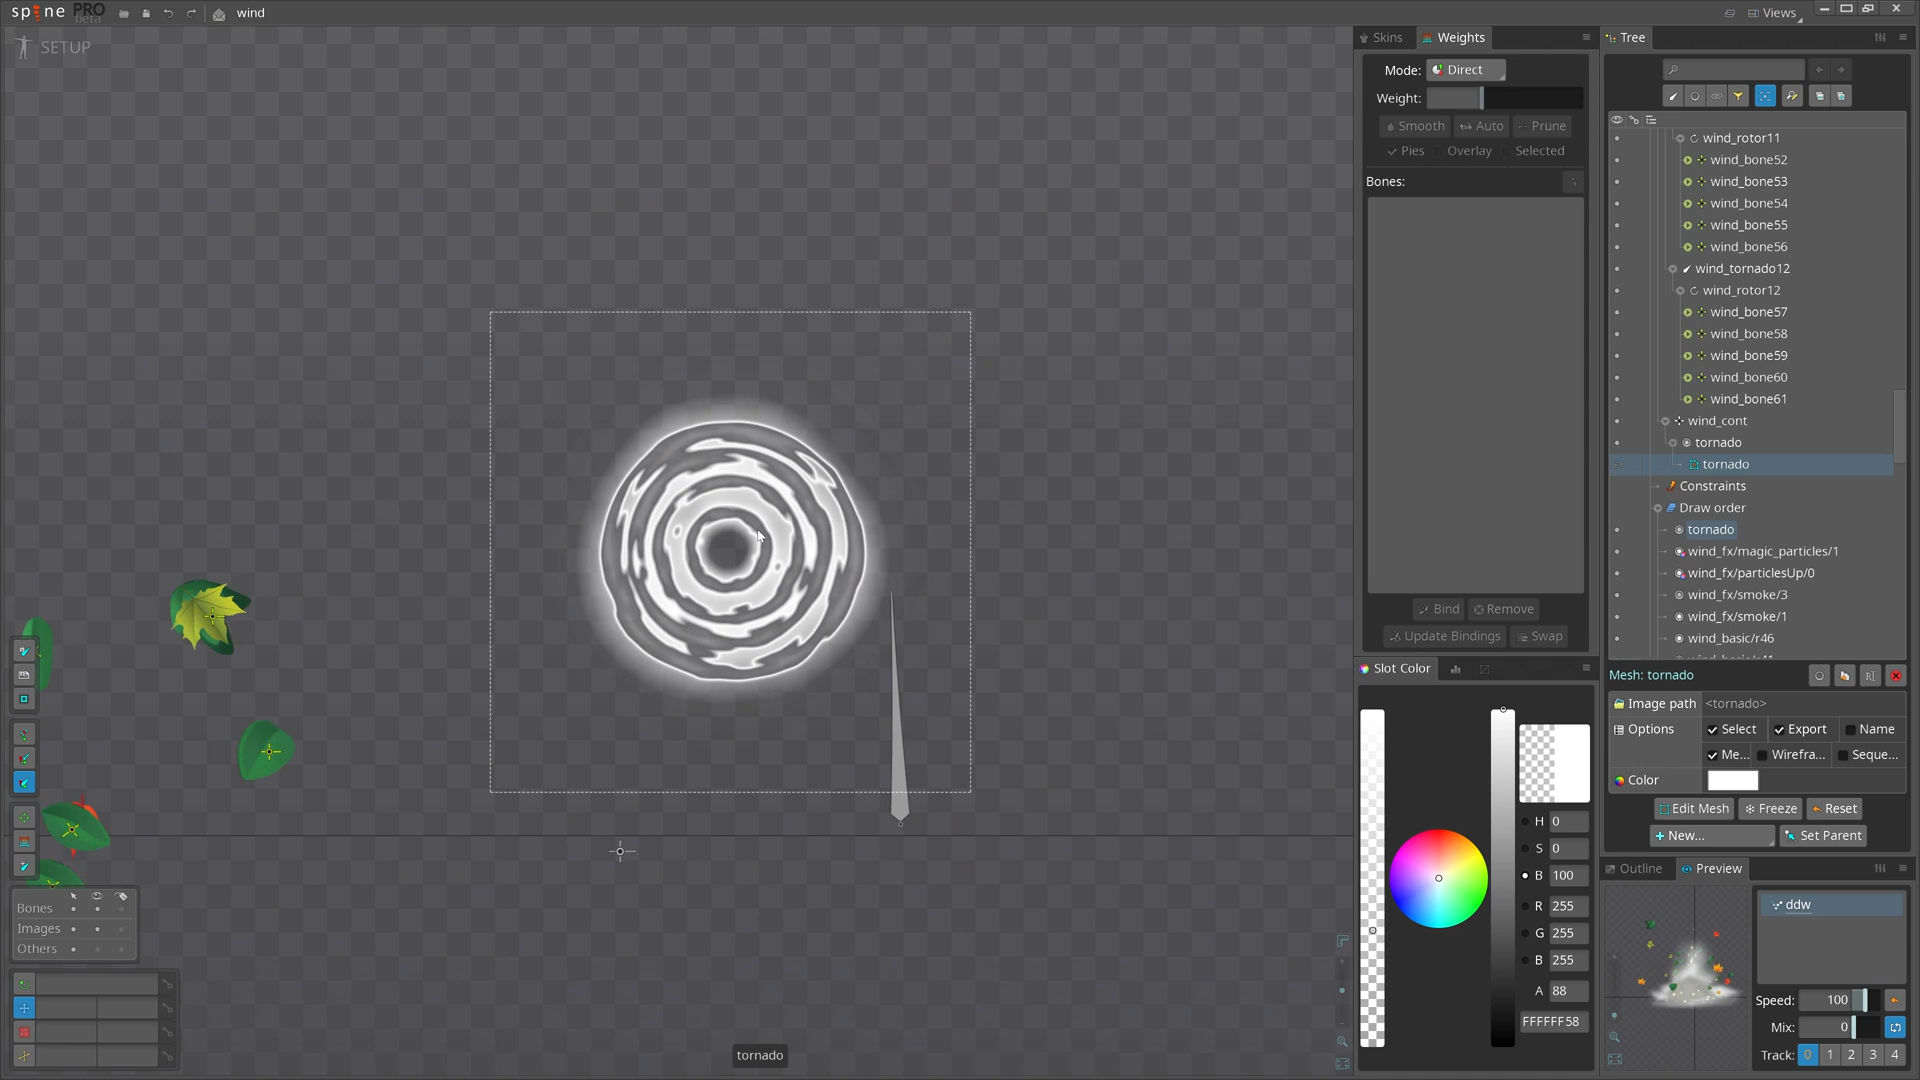 spine PRO beta
wind
Views
SETUP
Skins
Weights
Tree
Mode:
Direct
Weight:
Smooth
Auto
Prune
Pies
Overlay
Selected
Bones:
wind_rotor11
wind_bone52
wind_bone53
wind_bone54
wind_bone55
wind_bone56
wind_tornado12
wind_rotor12
wind_bone57
wind_bone58
wind_bone59
wind_bone60
wind_bone61
wind_cont
tornado
tornado
Constraints
Draw order
tornado
wind_fx/magic_particles/1
wind_fx/particlesUp/0
wind_fx/smoke/3
wind_fx/smoke/1
wind_basic/r46
Bind
Remove
Update Bindings
Swap
Slot Color
H 0
S 0
B 100
R 255
G 255
B 255
A 88
FFFFFF58
Mesh: tornado
Image path
<tornado>
Options
Select
Export
Name
Me...
Wirefra...
Seque...
Color
Edit Mesh
Freeze
Reset
New...
Set Parent
Outline
Preview
ddw
Speed: 100
Mix: 0
Track: 0 1 2 3 4
Bones
Images
Others
tornado